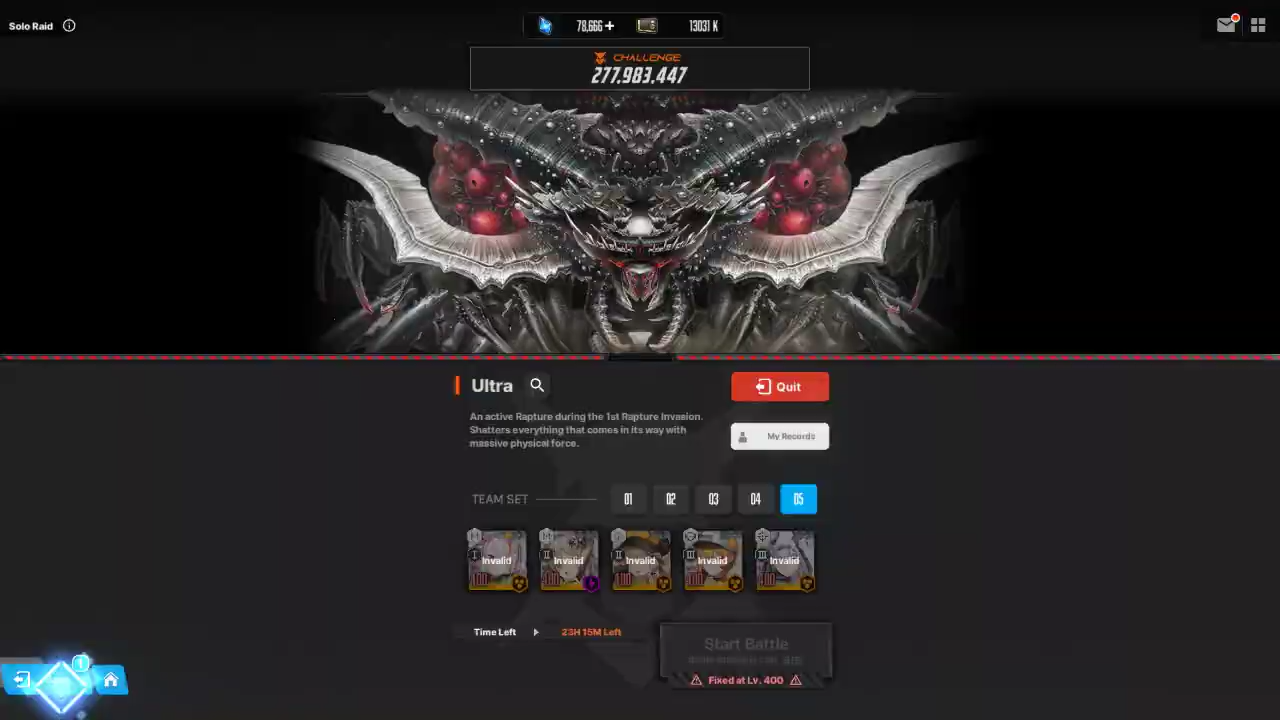 Solo Raid
78,666 +
13031 K
CHALLENGE
277,983,447
Ultra
Quit
An active Rapture during the 1st Rapture Invasion.
Shatters everything that comes in its way with
massive physical force.
My Records
TEAM SET
01
02
03
04
05
Invalid
Invalid
Invalid
Invalid
Invalid
Time Left
23H 15M Left
Start Battle
Fixed at Lv. 400
1